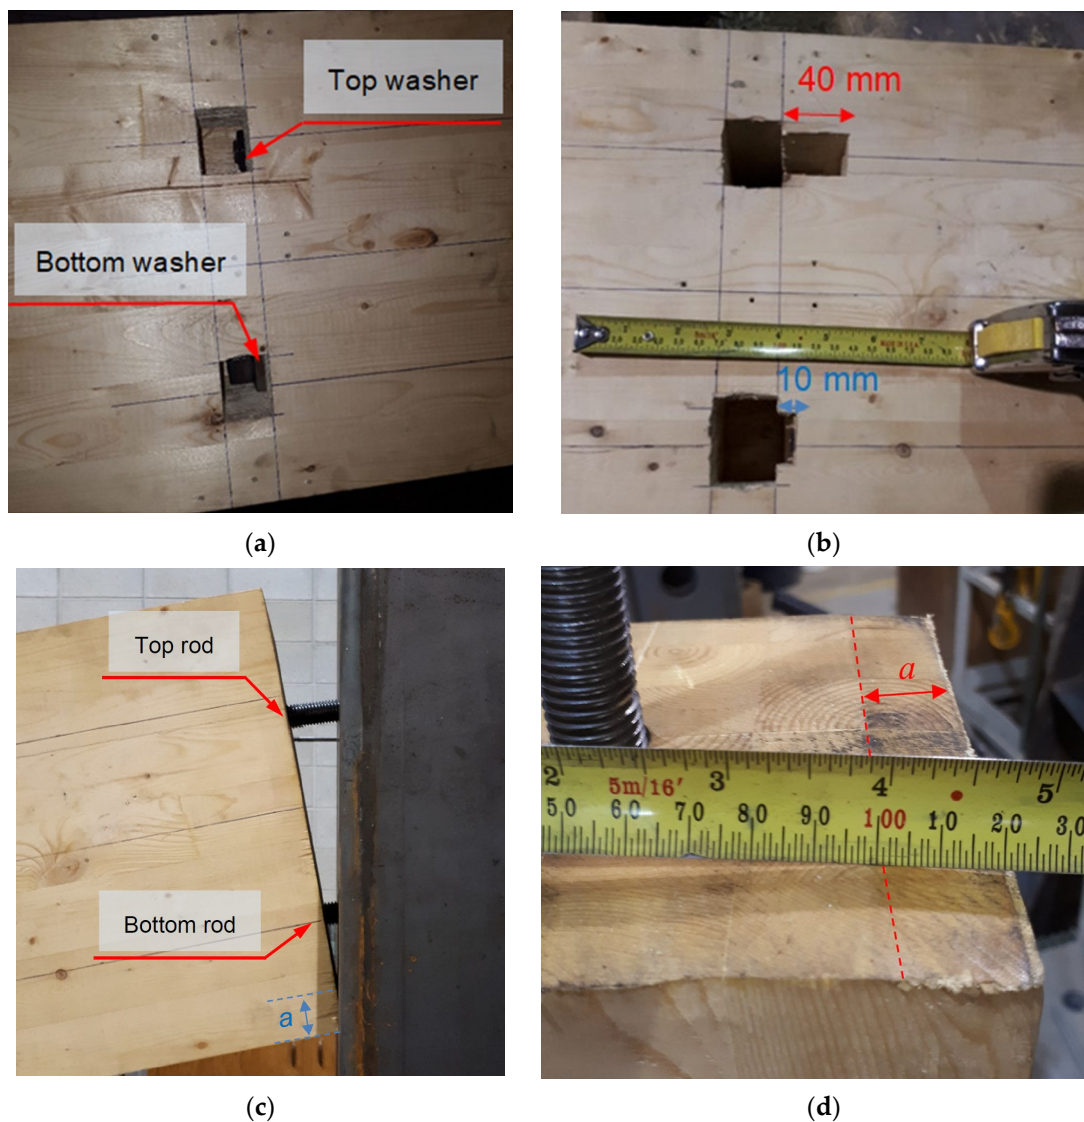 Top washer
Bottom washer
40 mm
10 mm
(a)
(b)
Top rod
Bottom rod
a
a
2 3 4 5
5m/16'
50 60 70 80 90 100 10 20 30
(c)
(d)